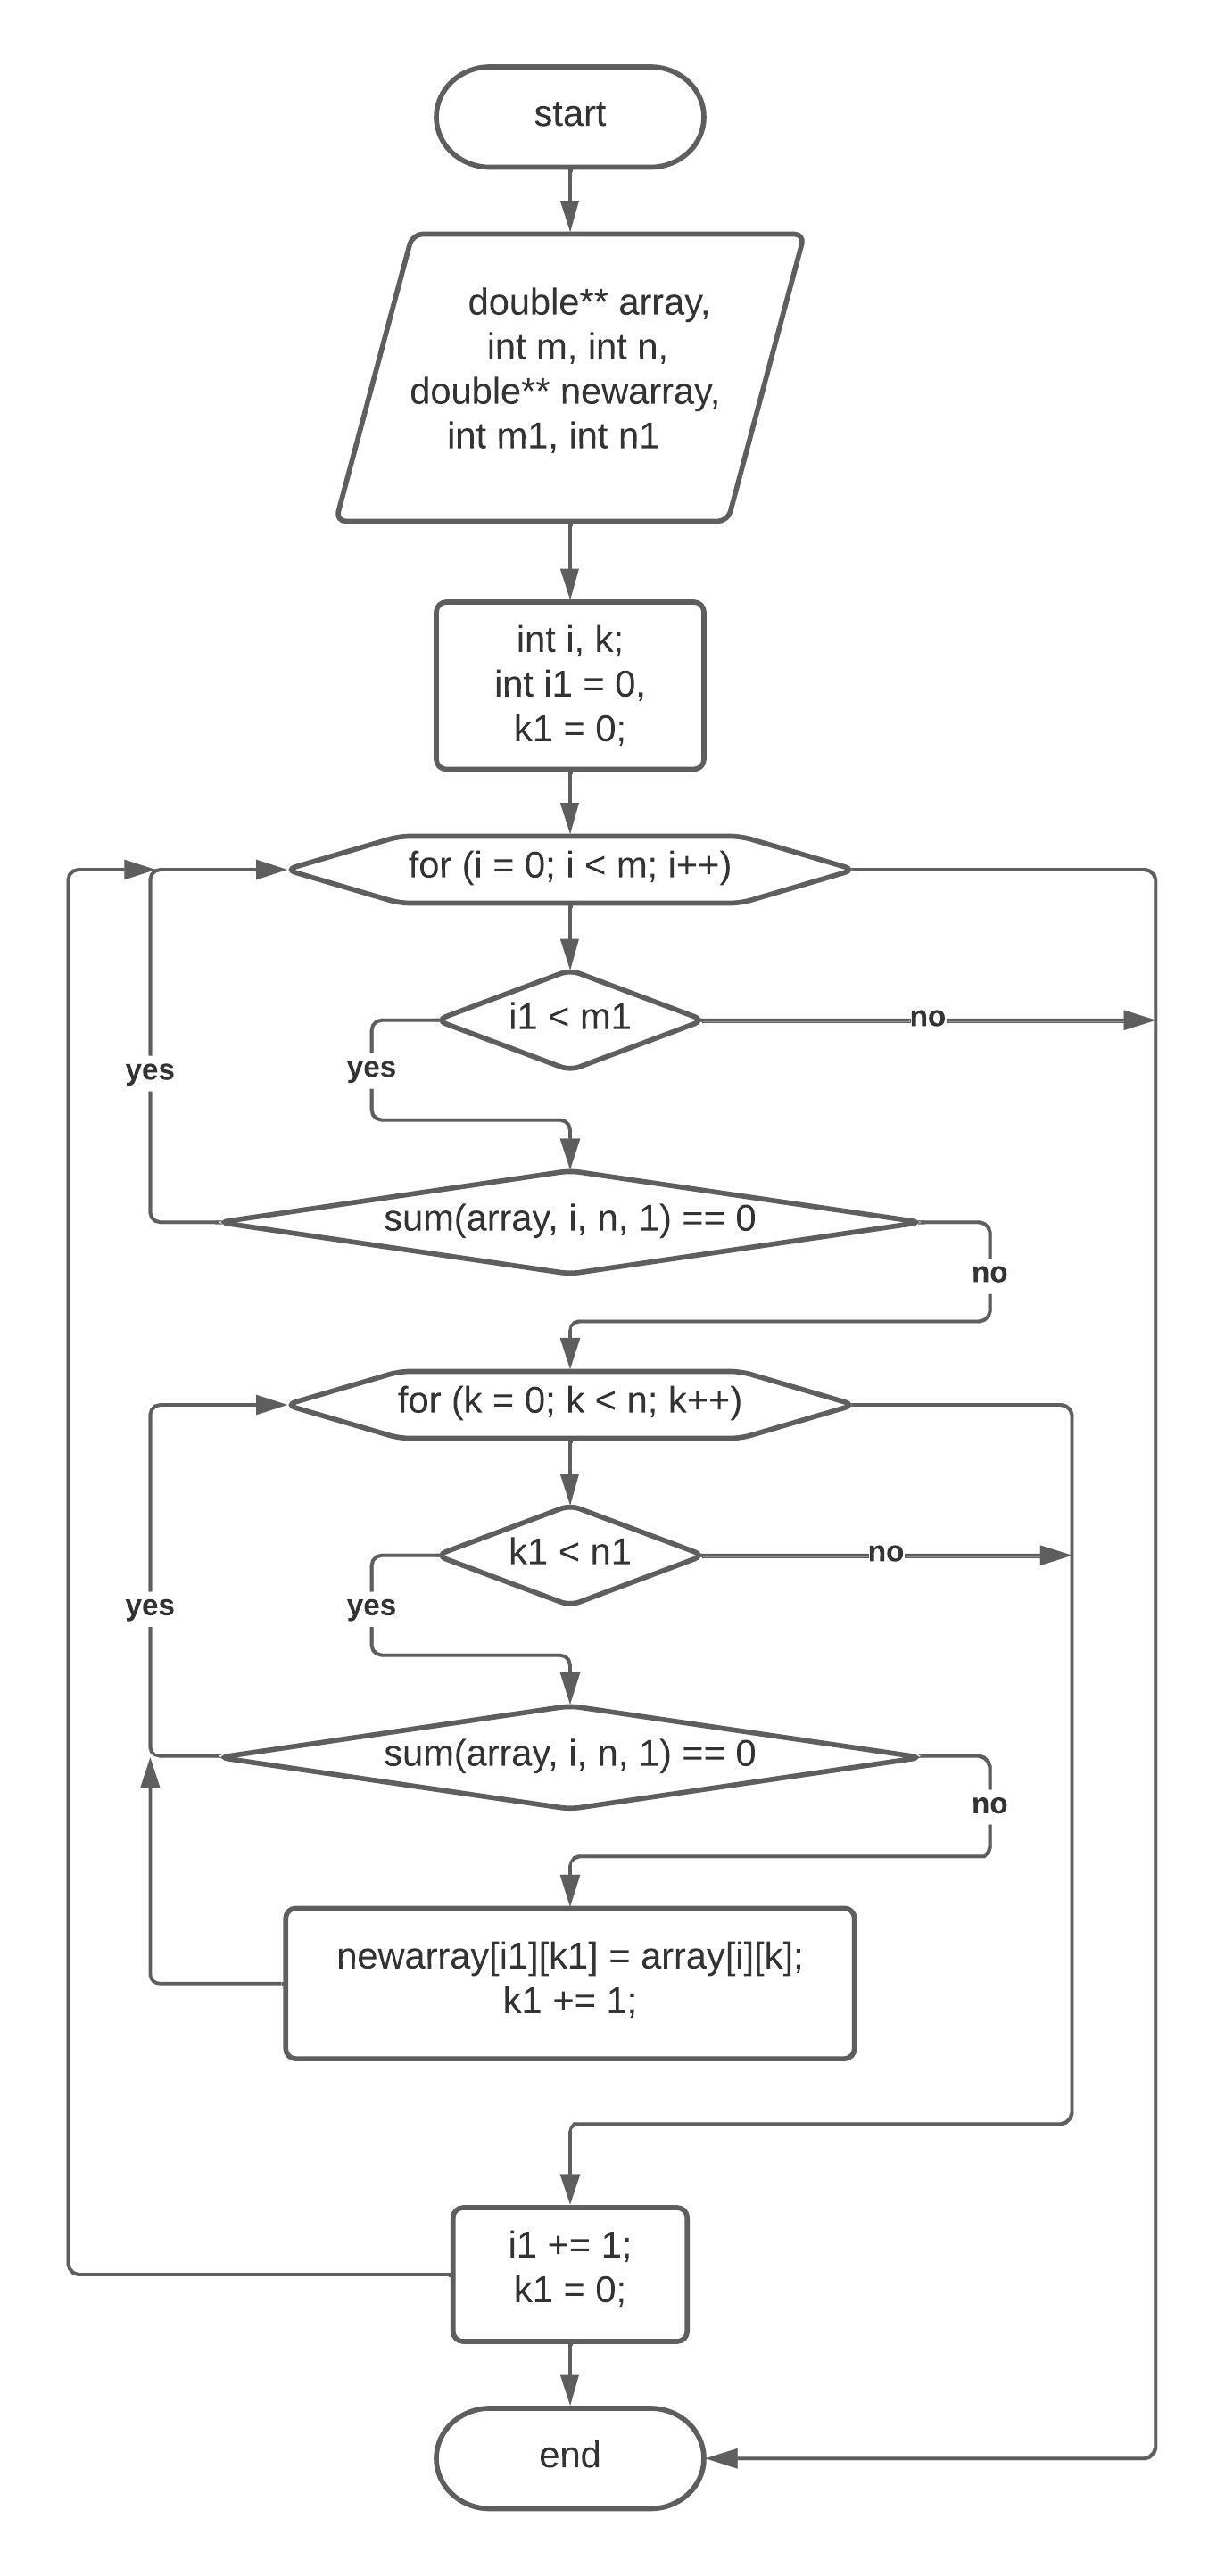 start
double** array,
int m, int n,
double** newarray,
int m1, int n1
int i, k;
int i1 = 0,
k1 = 0;
for (i = 0; i < m; i++)
i1 < m1
no
yes
yes
sum(array, i, n, 1) == 0
no
for (k = 0; k < n; k++)
k1 < n1
no
yes
yes
sum(array, i, n, 1) == 0
no
newarray[i1][k1] = array[i][k];
k1 += 1;
i1 += 1;
k1 = 0;
end